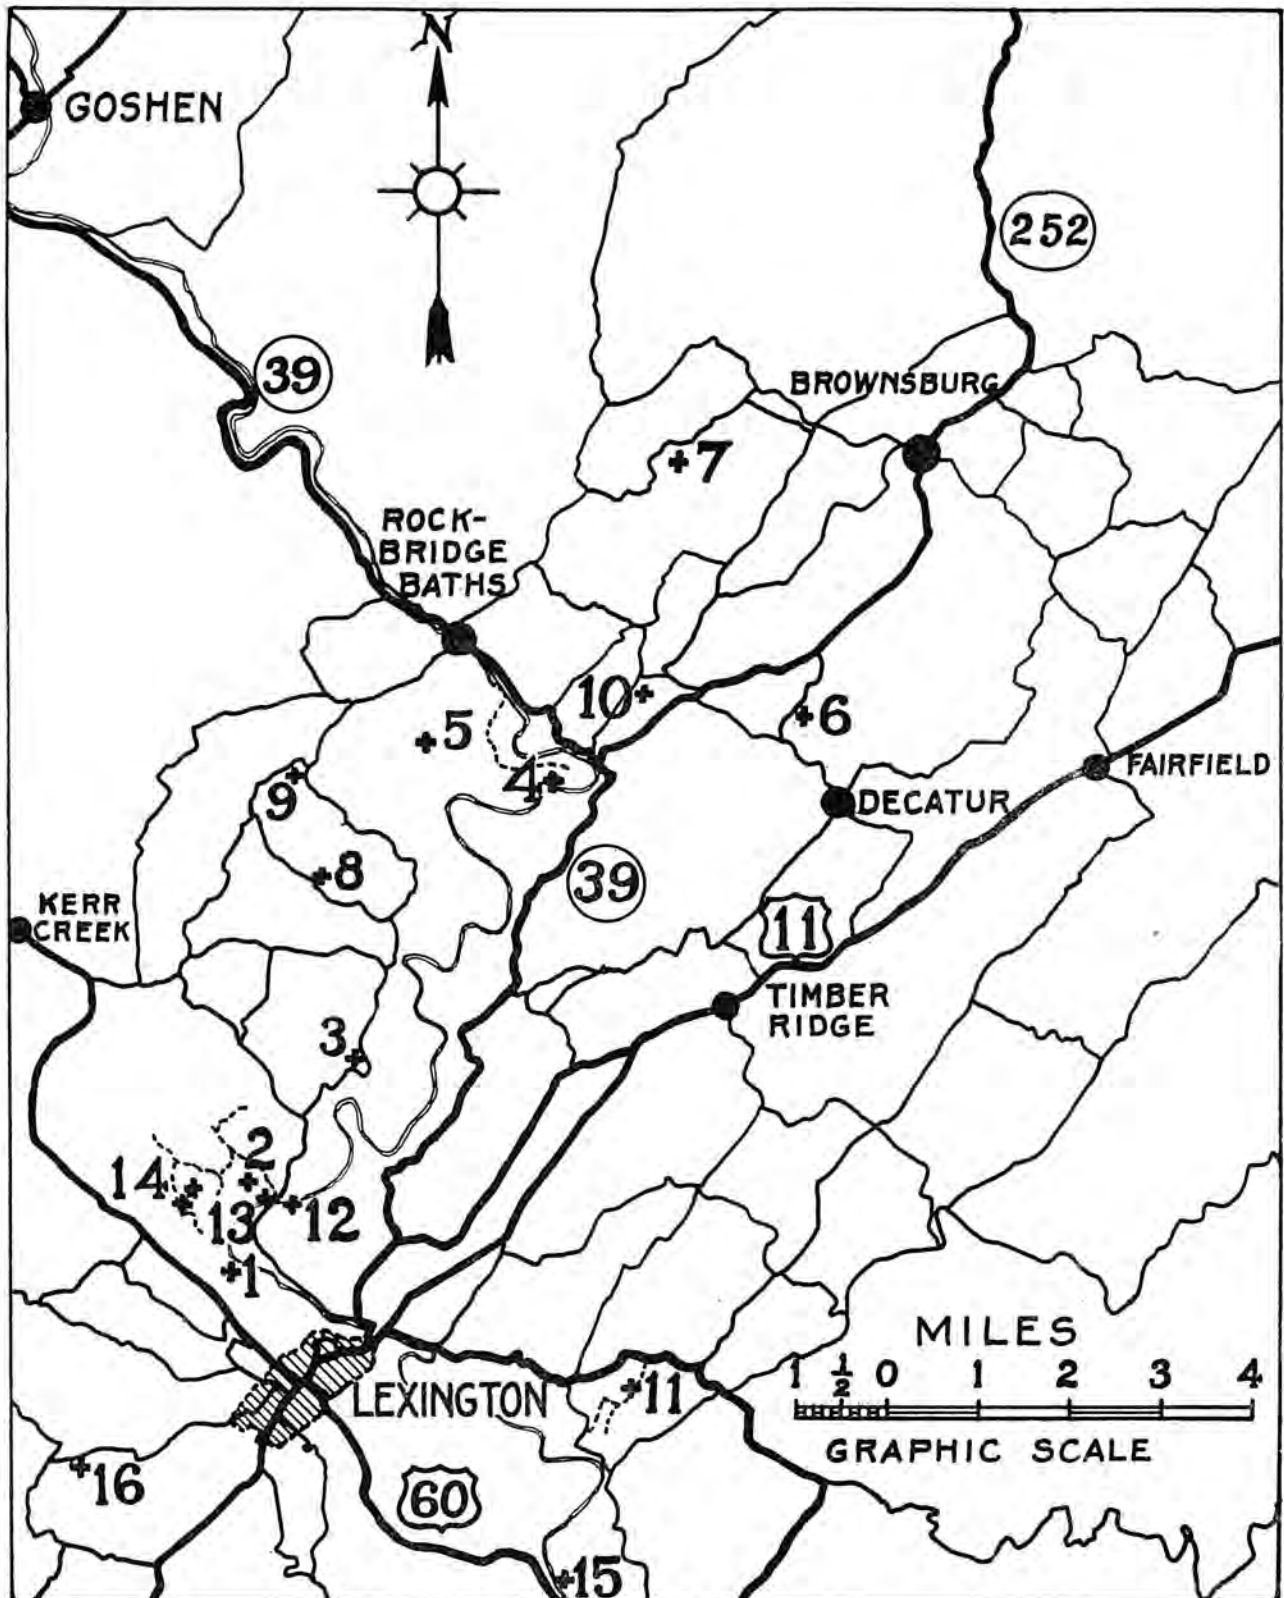 N
GOSHEN
252
39
BROWNSBURG
7
ROCK-
BRIDGE
BATHS
10
6
5
FAIRFIELD
4
DECATUR
9
8
39
KERR
CREEK
11
TIMBER
RIDGE
3
2
14
13
12
1
MILES
1 ½ 0 1 2 3 4
GRAPHIC SCALE
LEXINGTON
11
16
60
15